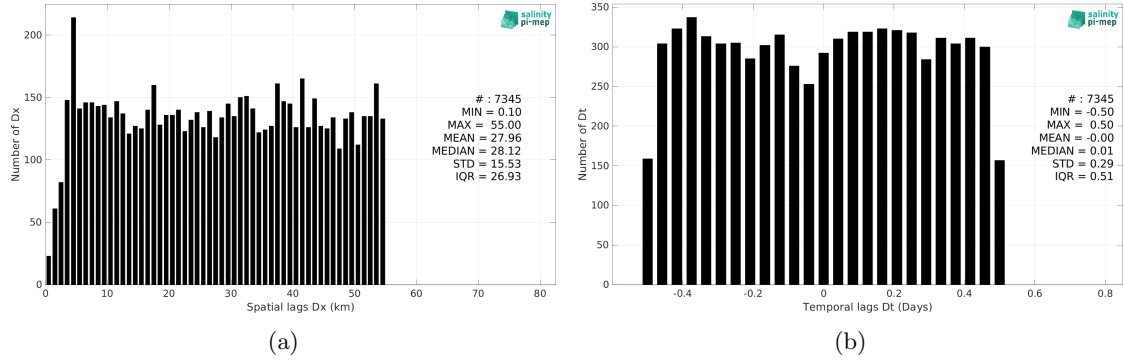 salinity
pi-mep
200
150
100
50
0
Number of Dx
# : 7345
MIN = 0.10
MAX = 55.00
MEAN = 27.96
MEDIAN = 28.12
STD = 15.53
IQR = 26.93
0 10 20 30 40 50 60 70 80
Spatial lags Dx (km)
(a)
salinity
pi-mep
350
300
250
200
150
100
50
0
Number of Dt
# : 7345
MIN = -0.50
MAX = 0.50
MEAN = -0.00
MEDIAN = 0.01
STD = 0.29
IQR = 0.51
-0.4 -0.2 0 0.2 0.4 0.6 0.8
Temporal lags Dt (Days)
(b)